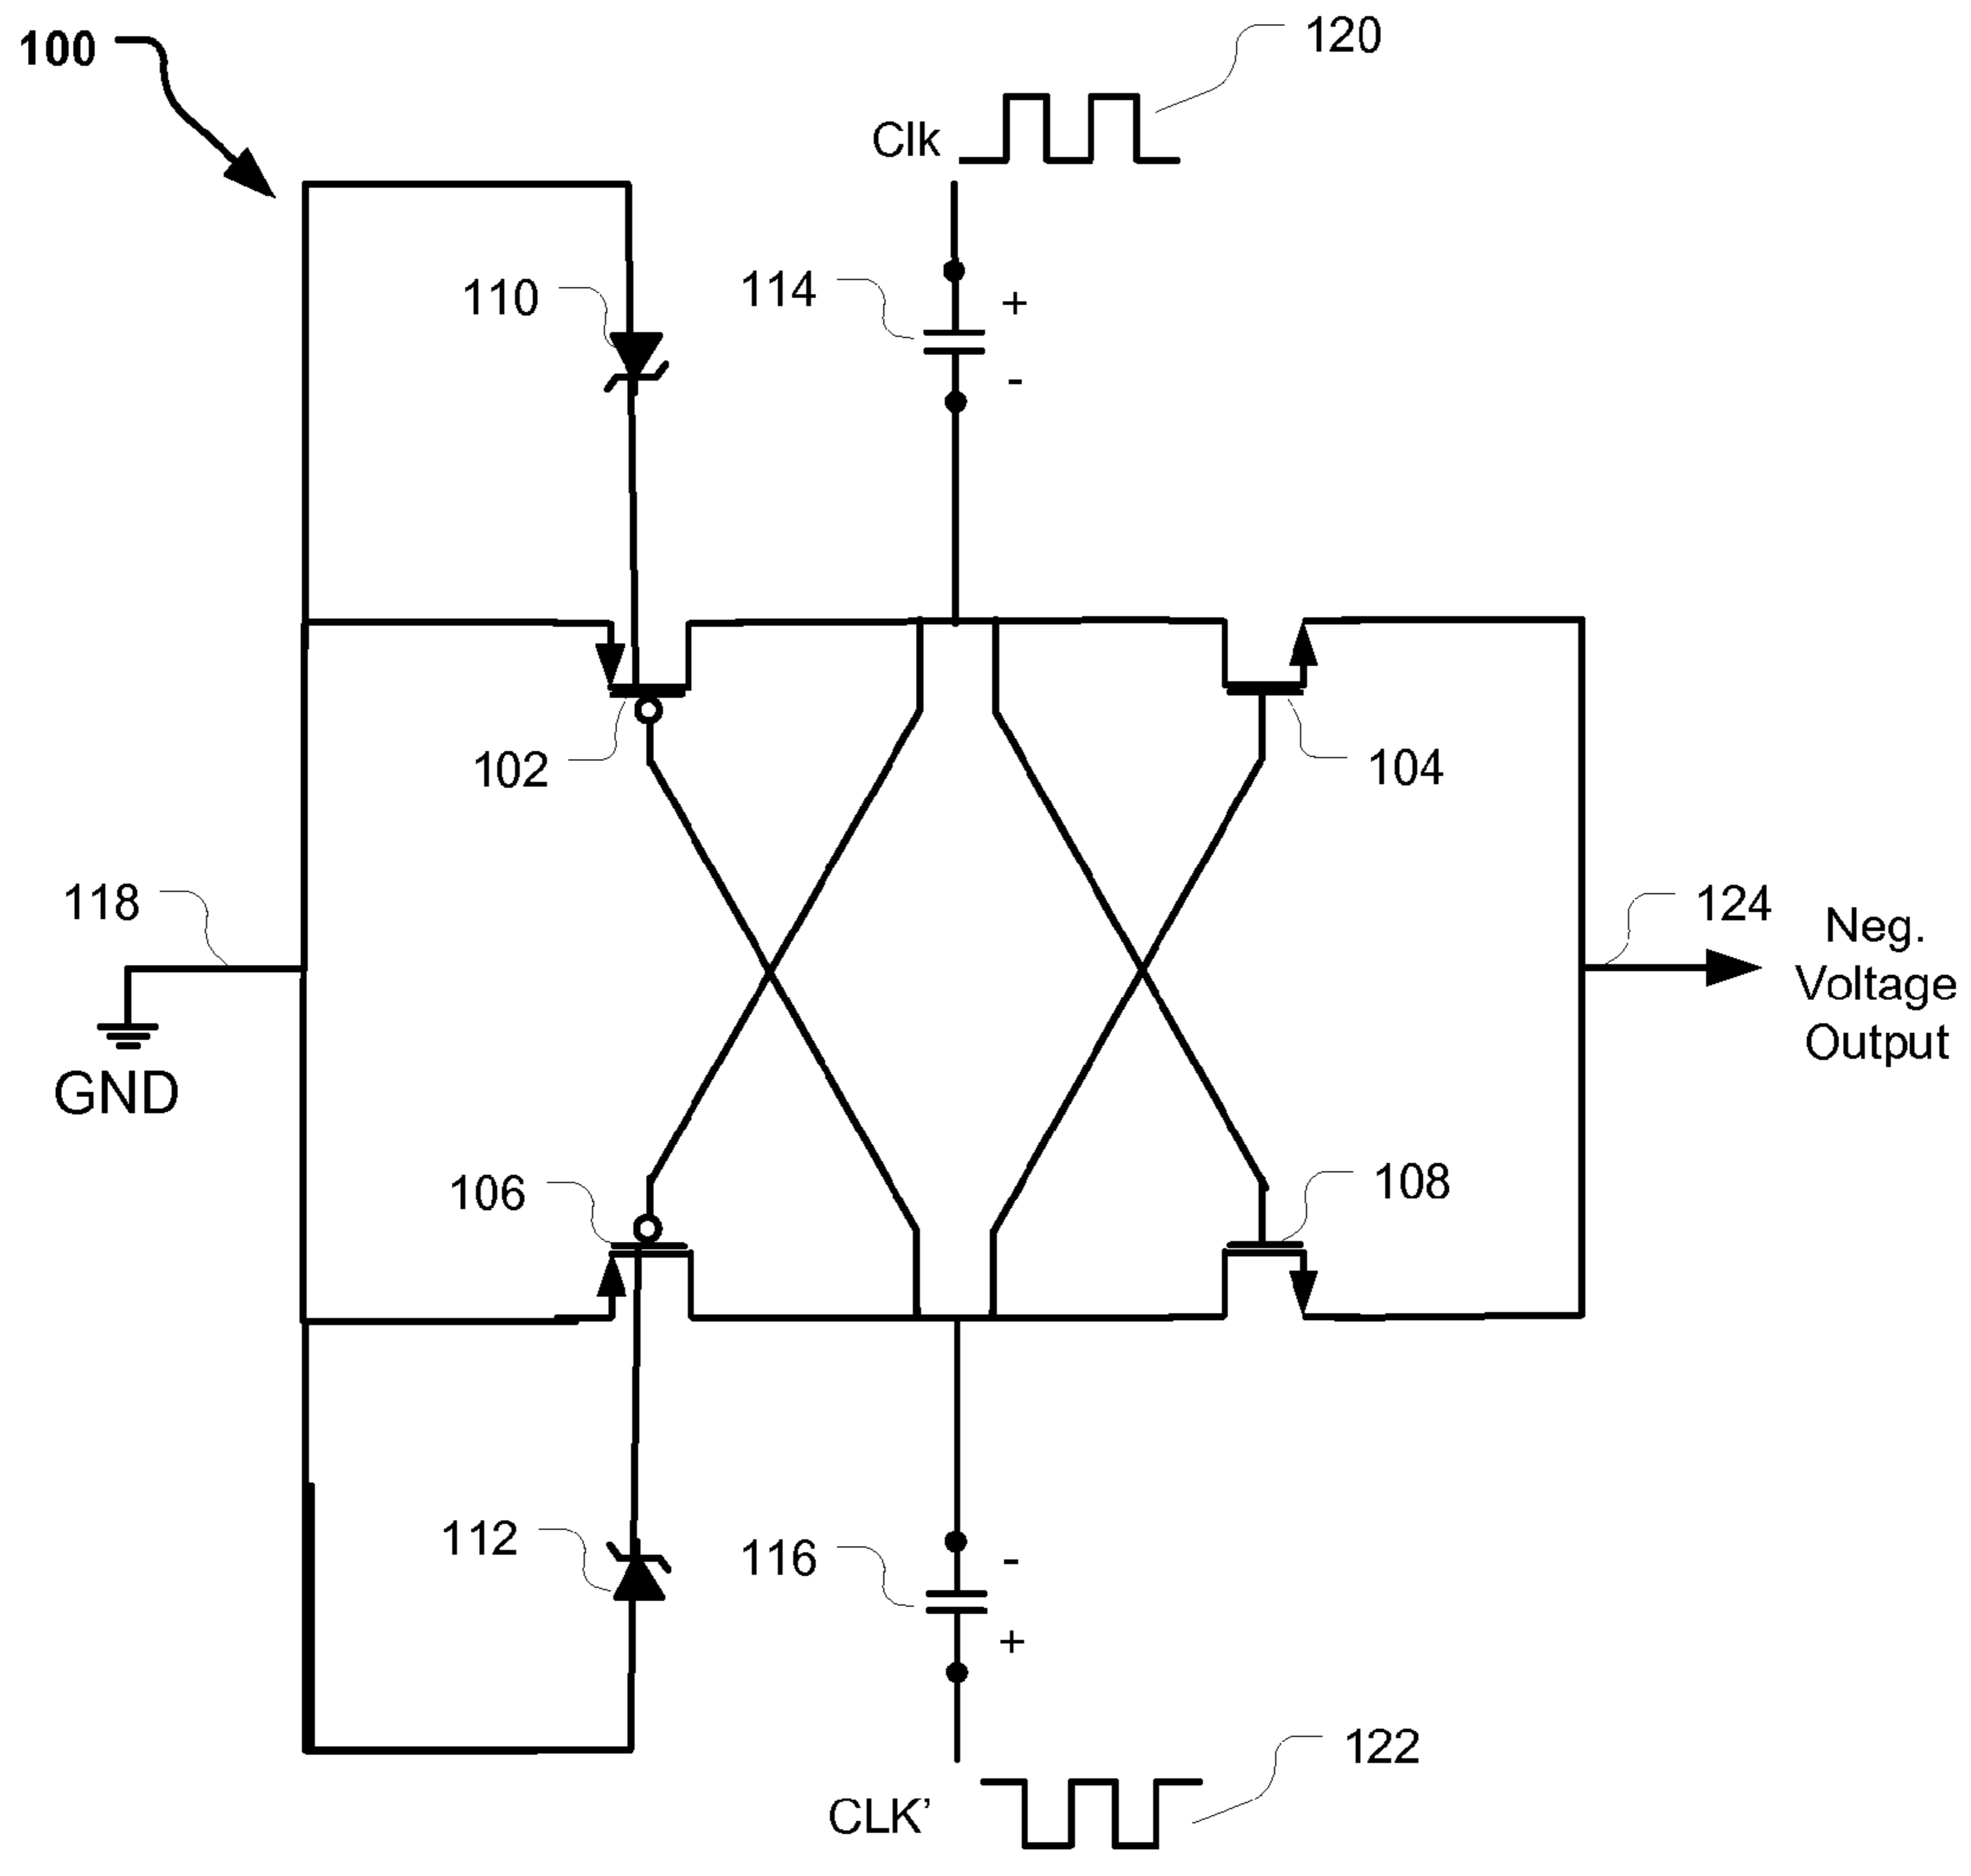 100
120
Clk
110
114
+
-
102
104
118
124
Neg.
Voltage
Output
GND
106
108
112
116
-
+
122
CLK’